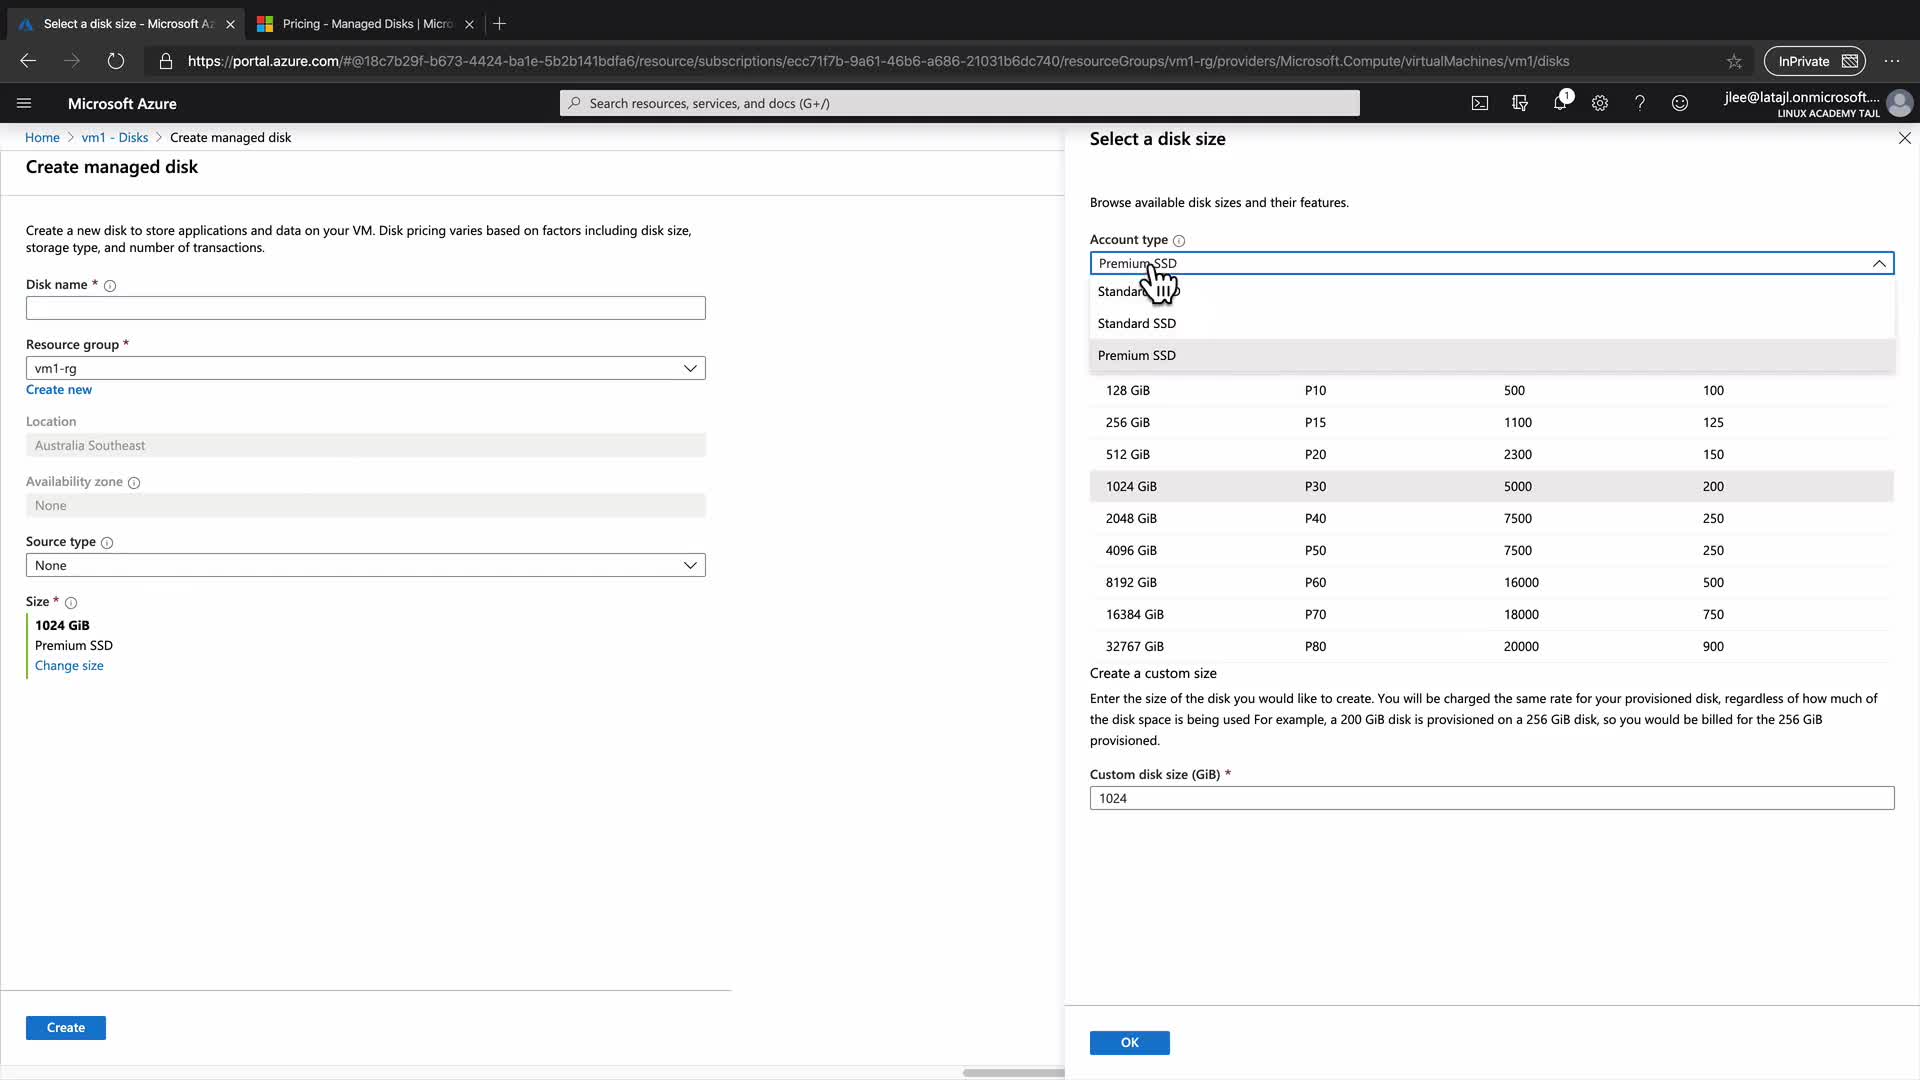 Select a disk size - Microsoft Az
Pricing - Managed Disks | Micro
https://portal.azure.com/#@18c7b29f-b673-4424-ba1e-5b2b141bdfa6/resource/subscriptions/ecc71f7b-9a61-46b6-a686-21031b6dc740/resourceGroups/vm1-rg/providers/Microsoft.Compute/virtualMachines/vm1/disks
InPrivate
Microsoft Azure
Search resources, services, and docs (G+/)
1
jlee@latajl.onmicrosoft....
LINUX ACADEMY TAJL
Home > vm1 - Disks > Create managed disk
Create managed disk
Create a new disk to store applications and data on your VM. Disk pricing varies based on factors including disk size,
storage type, and number of transactions.
Disk name *
Resource group *
vm1-rg
Create new
Location
Australia Southeast
Availability zone
None
Source type
None
Size *
1024 GiB
Premium SSD
Change size
Create
Select a disk size
Browse available disk sizes and their features.
Account type
Premium SSD
Standard
Standard SSD
Premium SSD
128 GiB P10 500 100
256 GiB P15 1100 125
512 GiB P20 2300 150
1024 GiB P30 5000 200
2048 GiB P40 7500 250
4096 GiB P50 7500 250
8192 GiB P60 16000 500
16384 GiB P70 18000 750
32767 GiB P80 20000 900
Create a custom size
Enter the size of the disk you would like to create. You will be charged the same rate for your provisioned disk, regardless of how much of
the disk space is being used For example, a 200 GiB disk is provisioned on a 256 GiB disk, so you would be billed for the 256 GiB
provisioned.
Custom disk size (GiB) *
1024
OK